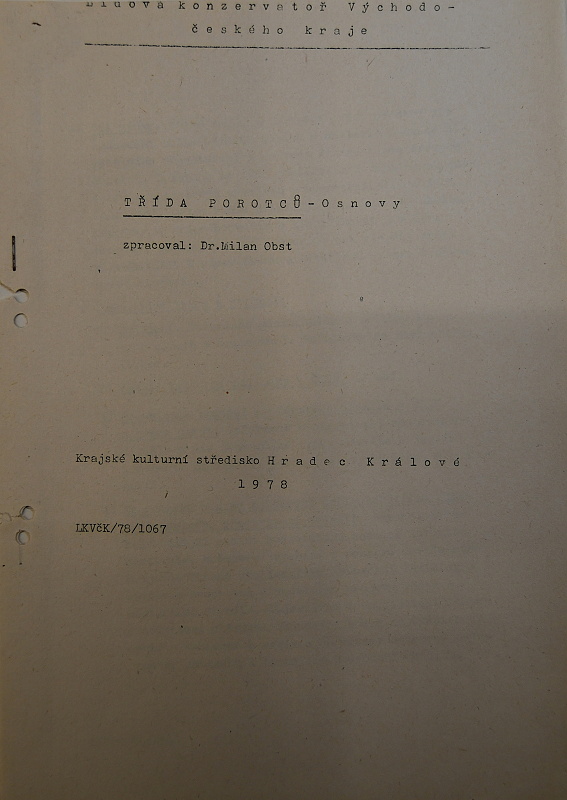 Lidová konzervatoř Východo-
českého kraje
TŘÍDA POROTCŮ - Osnovy
zpracoval: Dr.Milan Obst
Krajské kulturní středisko Hradec Králové
1978
LKVčK/78/1067